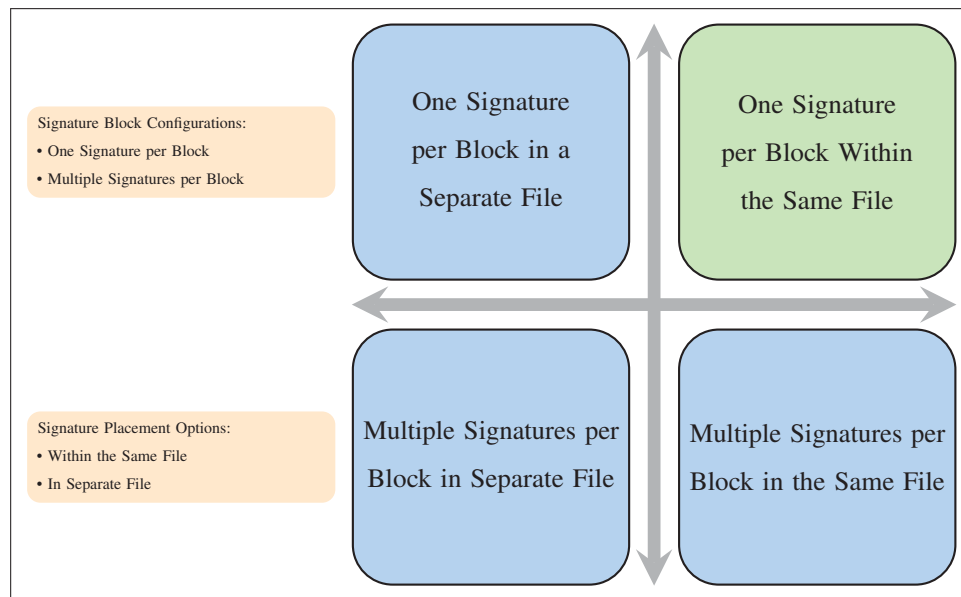 Signature Block Configurations:
• One Signature per Block
• Multiple Signatures per Block
One Signature
per Block in a
Separate File
One Signature
per Block Within
the Same File
Signature Placement Options:
• Within the Same File
• In Separate File
Multiple Signatures per
Block in Separate File
Multiple Signatures per
Block in the Same File